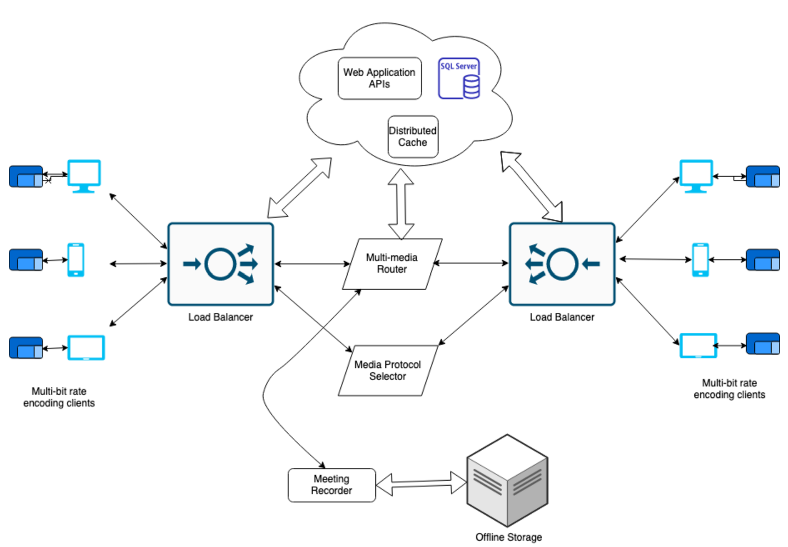 Web Application
APIs
SQL Server
Distributed
Cache
Multi-media
Router
Load Balancer
Load Balancer
Media Protocol
Selector
Multi-bit rate
encoding clients
Multi-bit rate
encoding clients
Meeting
Recorder
Offline Storage